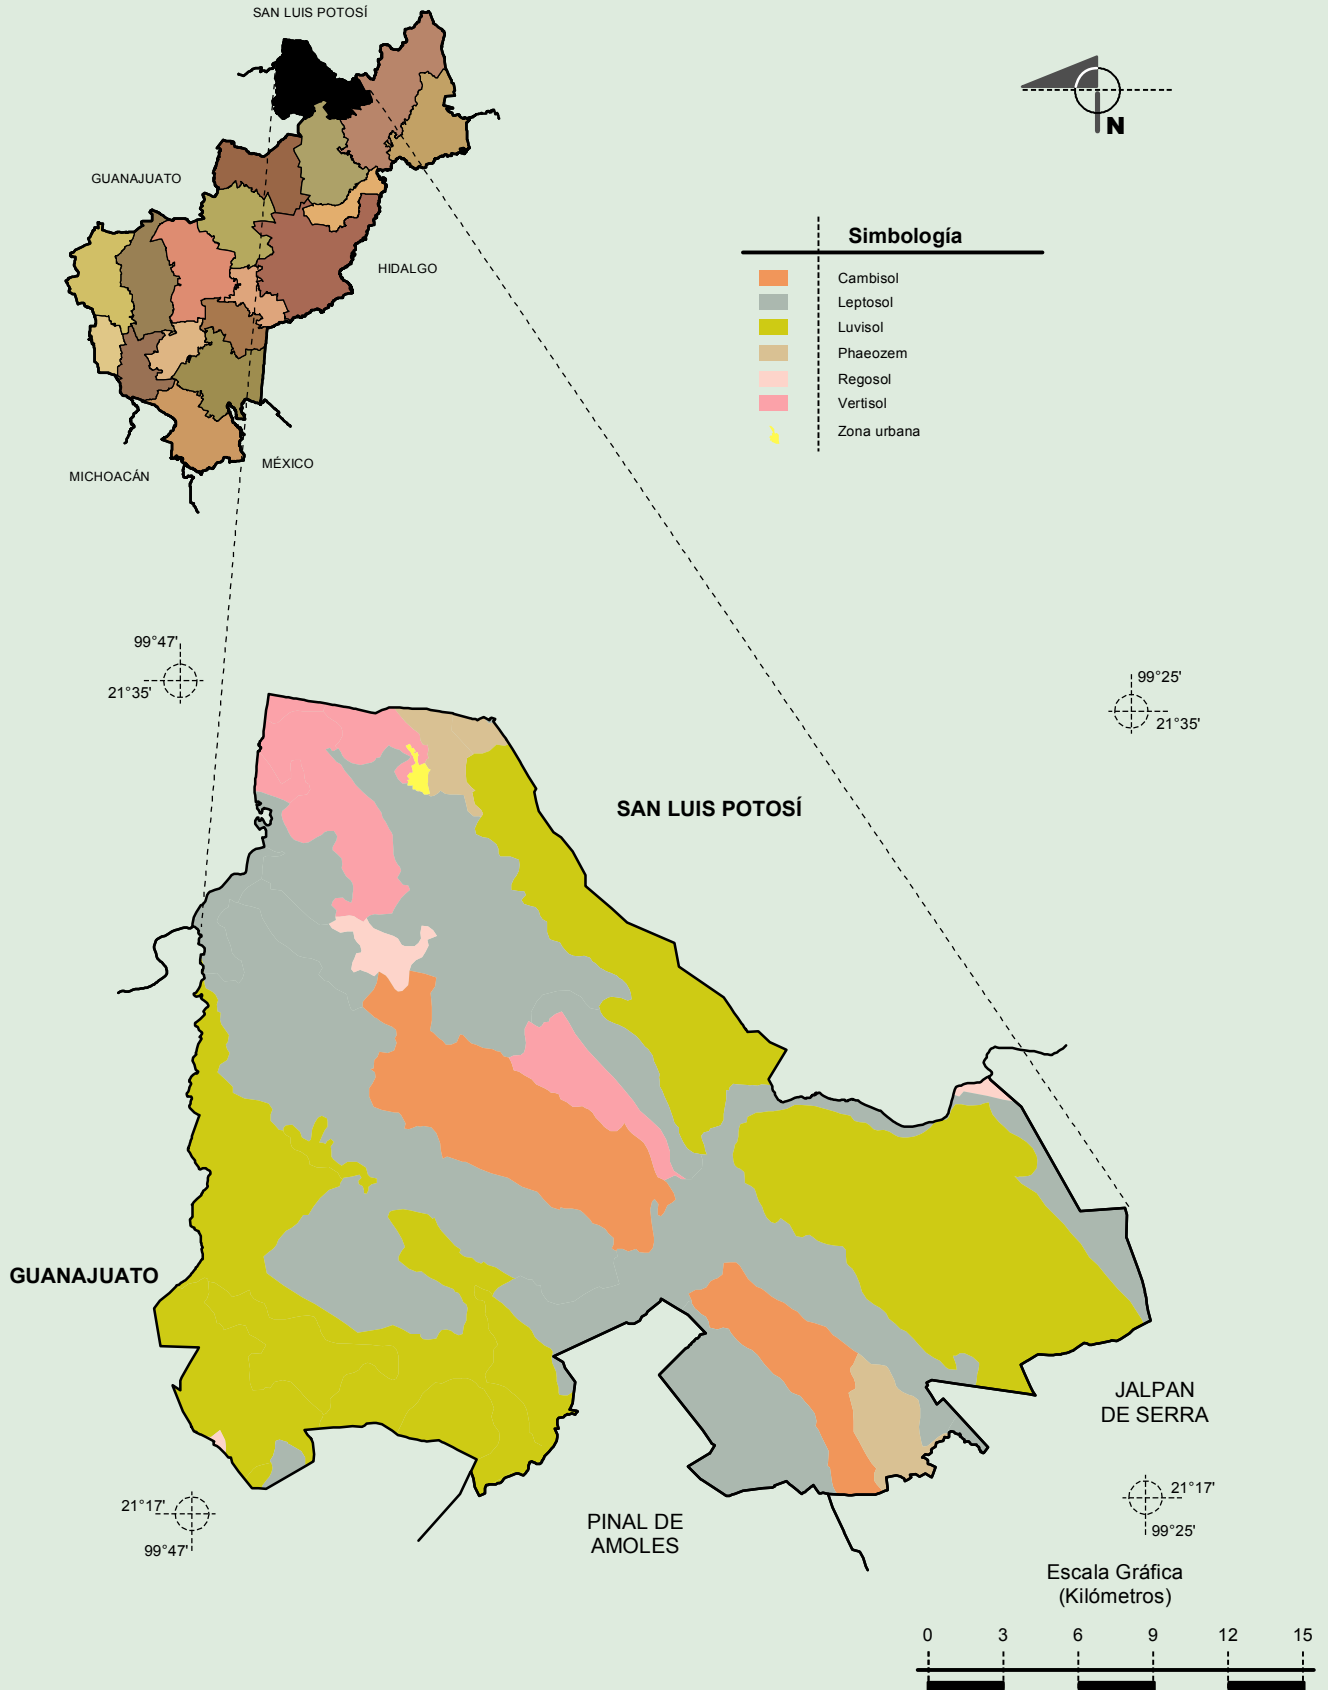 SAN LUIS POTOSÍ
GUANAJUATO
HIDALGO
MICHOACÁN
MÉXICO
N
Simbología
Cambisol
Leptosol
Luvisol
Phaeozem
Regosol
Vertisol
Zona urbana
99°47'
21°35'
99°25'
21°35'
SAN LUIS POTOSÍ
GUANAJUATO
JALPAN
DE SERRA
PINAL DE
AMOLES
21°17'
99°47'
21°17'
99°25'
Escala Gráfica
(Kilómetros)
0 3 6 9 12 15